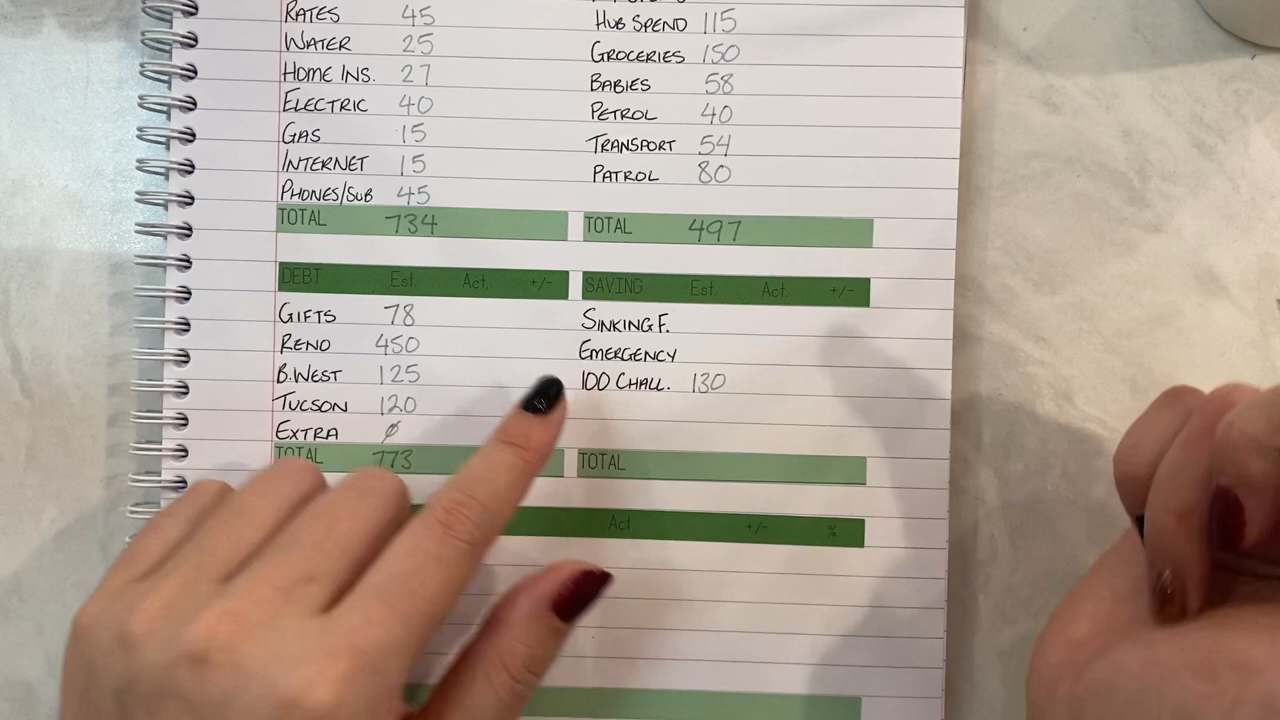 RATES 45
WATER 25
HOME INS. 27
ELECTRIC 40
GAS 15
INTERNET 15
PHONES/SUB 45
TOTAL 734
HUB SPEND 115
GROCERIES 150
BABIES 58
PETROL 40
TRANSPORT 54
PATROL 80
TOTAL 497
DEBT Est. Act. +/-
GIFTS 78
RENO 450
B.WEST 125
TUCSON 120
EXTRA Ø
TOTAL 773
SAVING Est. Act. +/-
SINKING F.
EMERGENCY
100 CHALL. 130
TOTAL
Act +/- %